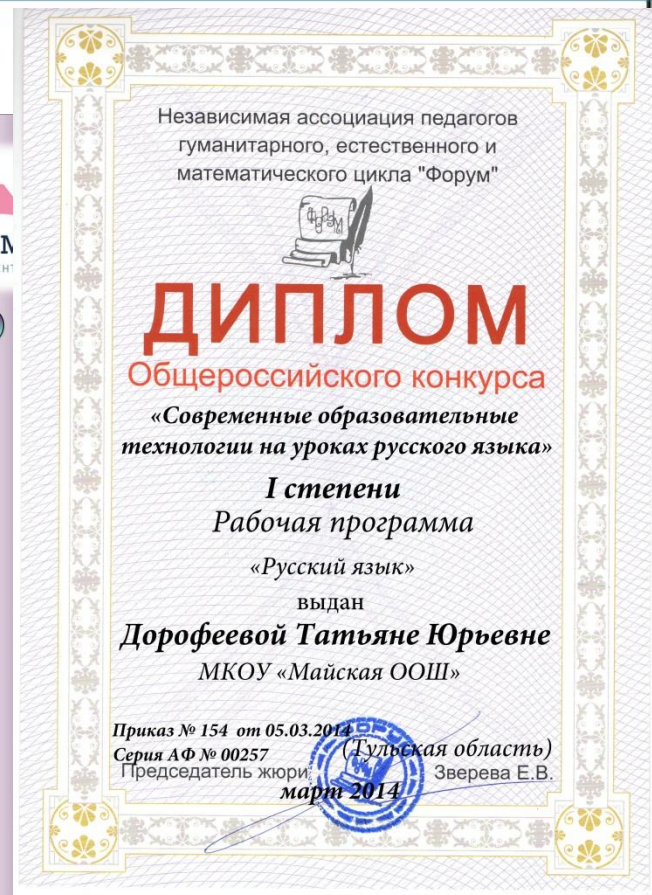 Независимая ассоциация педагогов
гуманитарного, естественного и
математического цикла "Форум"
ФОРУМ
ДИПЛОМ
Общероссийского конкурса
«Современные образовательные
технологии на уроках русского языка»
I степени
Рабочая программа
«Русский язык»
выдан
Дорофеевой Татьяне Юрьевне
МКОУ «Майская ООШ»
Приказ № 154 от 05.03.2014
Серия АФ № 00257
(Тульская область)
Председатель жюри
Зверева Е.В.
март 2014